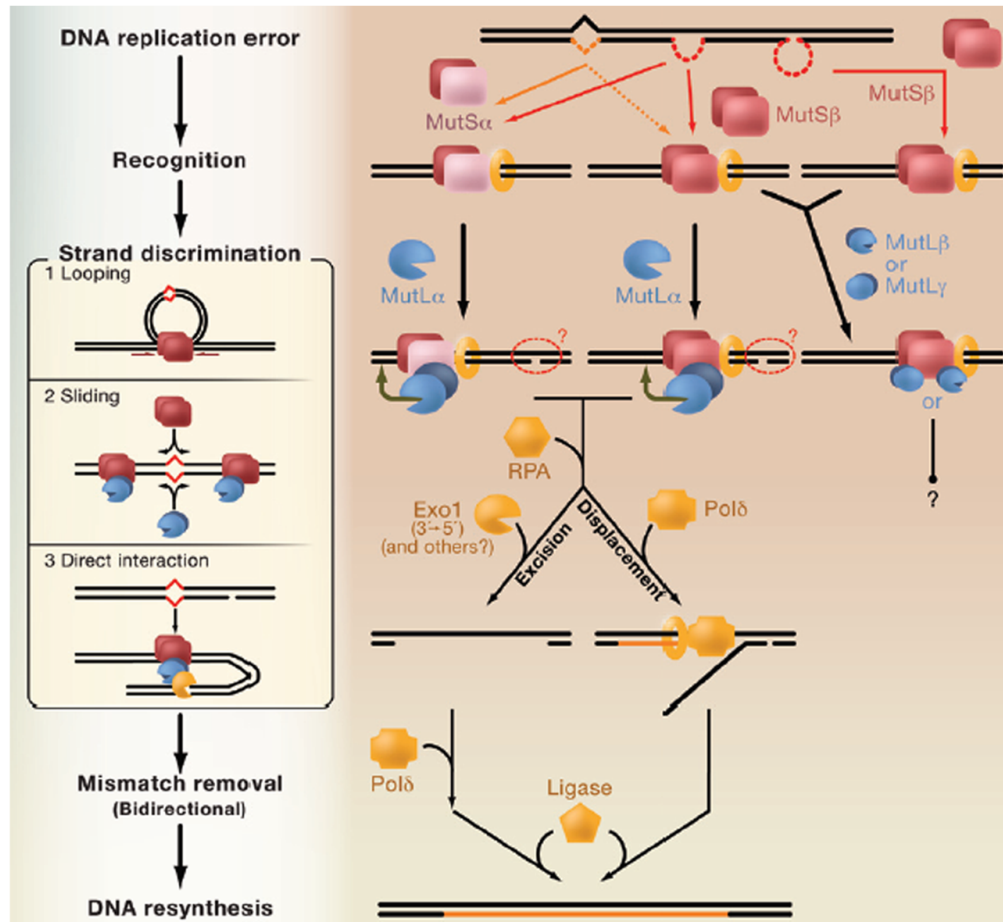 DNA replication error
Recognition
Strand discrimination
1 Looping
2 Sliding
3 Direct interaction
Mismatch removal
(Bidirectional)
DNA resynthesis
MutSα
MutSβ
MutSβ
MutLα
MutLα
MutLβ
or
MutLγ
?
?
or
?
RPA
Exo1
(3′→5′)
(and others?)
Excision
Displacement
Polδ
Polδ
Ligase